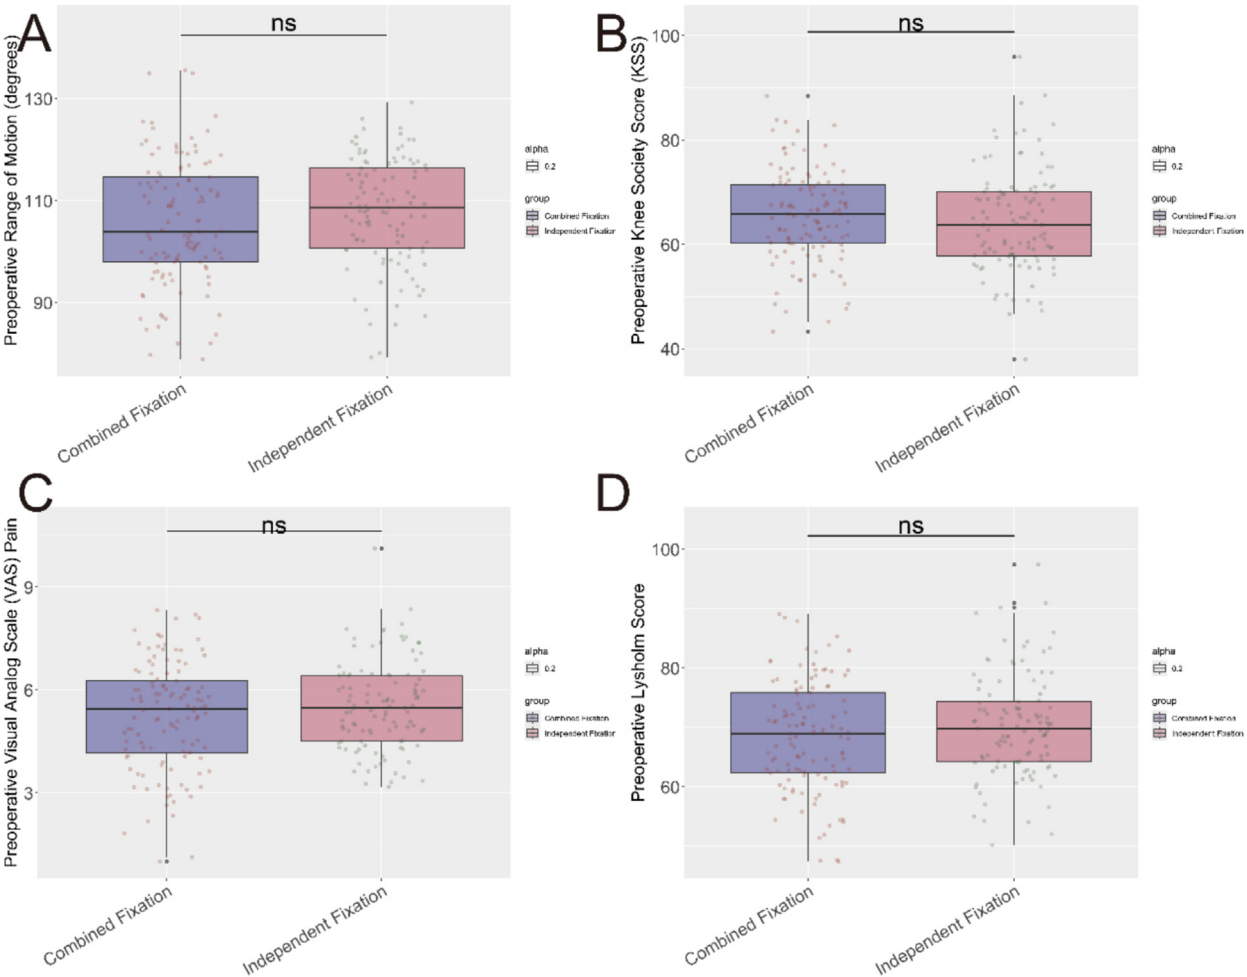 A
ns
Preoperative Range of Motion (degrees)
130
110
90
Combined Fixation
Independent Fixation
alpha
0.2
group
Combined Fixation
Independent Fixation
B
ns
Preoperative Knee Society Score (KSS)
100
80
60
40
Combined Fixation
Independent Fixation
alpha
0.2
group
Combined Fixation
Independent Fixation
C
ns
Preoperative Visual Analog Scale (VAS) Pain
9
6
3
Combined Fixation
Independent Fixation
alpha
0.2
group
Combined Fixation
Independent Fixation
D
ns
Preoperative Lysholm Score
100
80
60
Combined Fixation
Independent Fixation
alpha
0.2
group
Combined Fixation
Independent Fixation